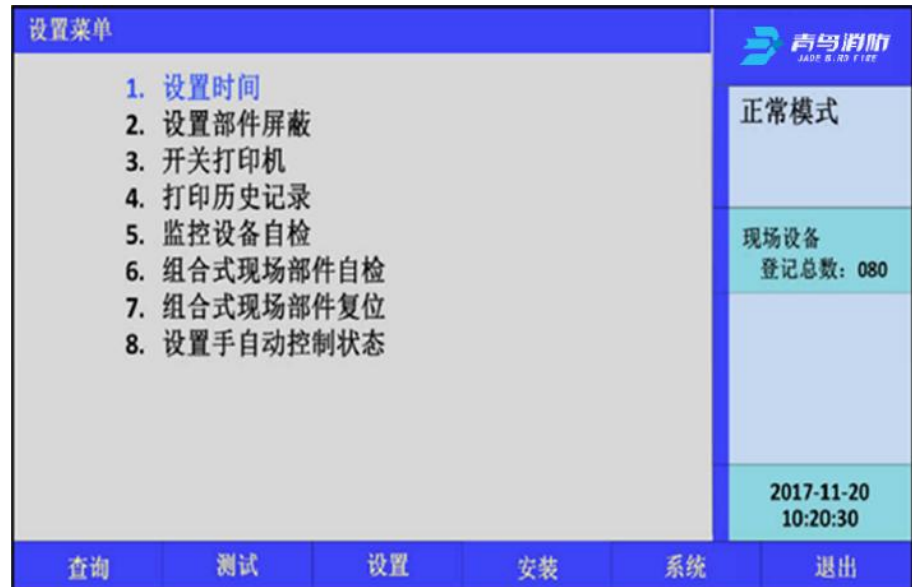 设置菜单
青鸟消防
JADE BIRD FIRE
1. 设置时间
2. 设置部件屏蔽
3. 开关打印机
4. 打印历史记录
5. 监控设备自检
6. 组合式现场部件自检
7. 组合式现场部件复位
8. 设置手自动控制状态
正常模式
现场设备
登记总数：080
2017-11-20
10:20:30
查询 测试 设置 安装 系统 退出